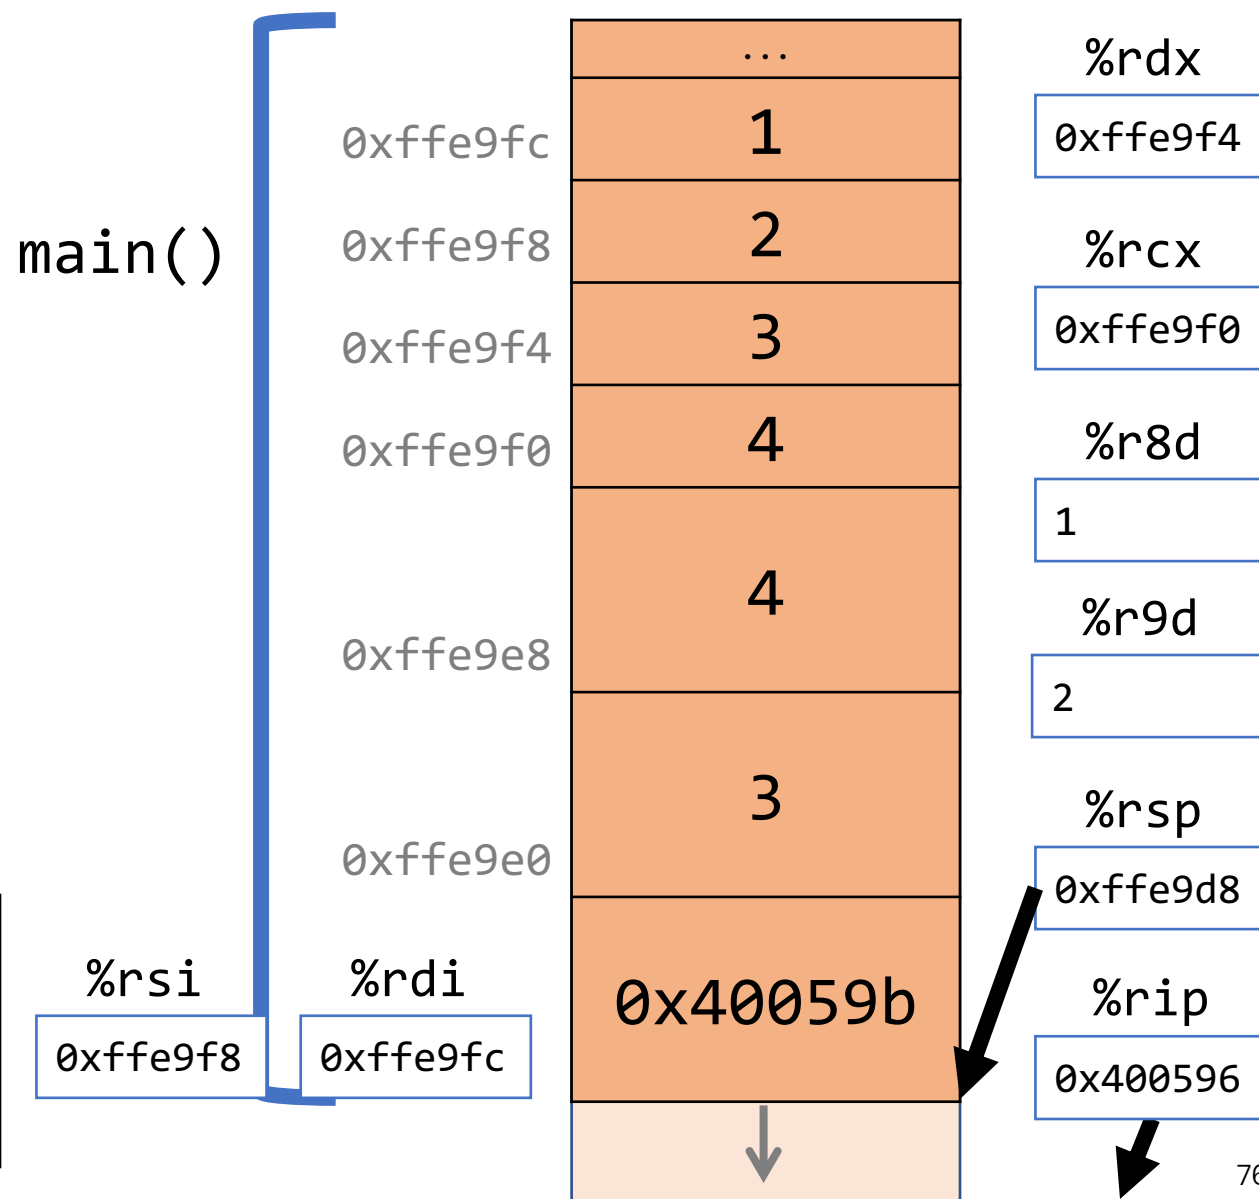 ...
%rdx
0xffe9fc
1
0xffe9f4
main()
0xffe9f8
2
%rcx
0xffe9f4
3
0xffe9f0
0xffe9f0
4
%r8d
1
4
%r9d
0xffe9e8
2
3
%rsp
0xffe9e0
0xffe9d8
%rsi
%rdi
0x40059b
%rip
0xffe9f8
0xffe9fc
0x400596
76